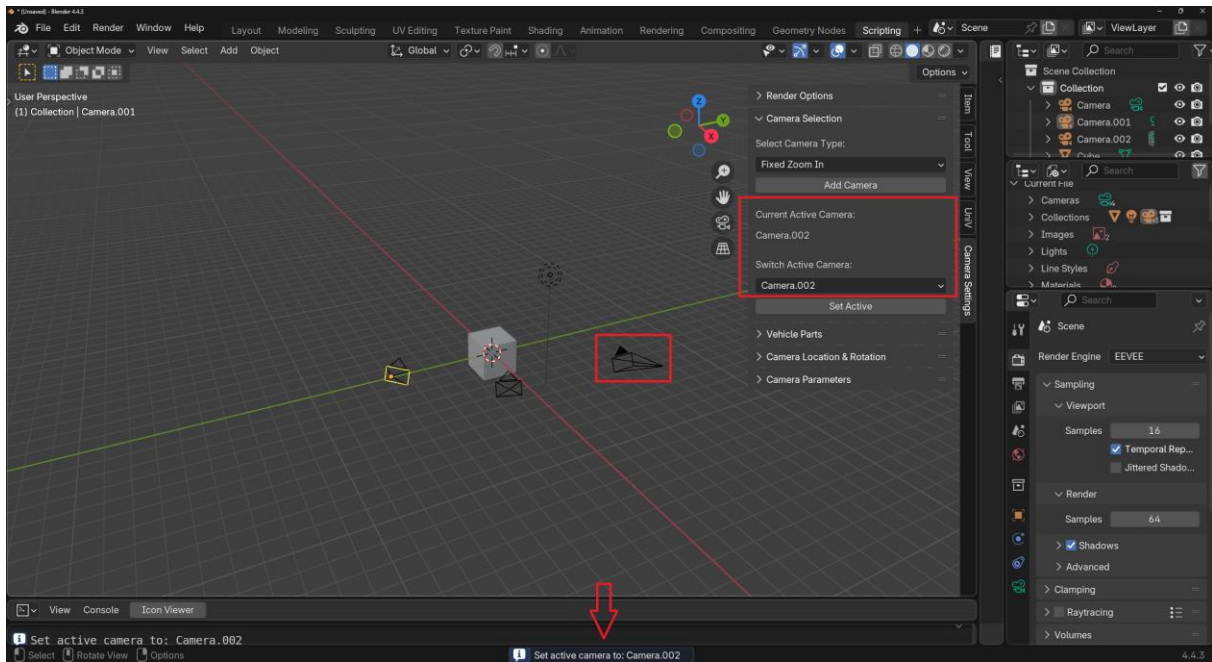 * [Unsaved] - Blender 4.4.3
File Edit Render Window Help Layout Modeling Sculpting UV Editing Texture Paint Shading Animation Rendering Compositing Geometry Nodes Scripting + Scene ViewLayer
Object Mode View Select Add Object Global Search
Options
User Perspective
(1) Collection | Camera.001
Z
Y
X
Render Options
Camera Selection
Select Camera Type:
Fixed Zoom In
Add Camera
Current Active Camera:
Camera.002
Switch Active Camera:
Camera.002
Set Active
Vehicle Parts
Camera Location & Rotation
Camera Parameters
Item
Tool
View
UniV
Camera Settings
Scene Collection
Collection
Camera
Camera.001
Camera.002
Cube
Search
Current File
Cameras 4
Collections
Images 2
Lights
Line Styles
Materials
Search
Scene
Render Engine EEVEE
Sampling
Viewport
Samples 16
Temporal Rep...
Jittered Shado...
Render
Samples 64
Shadows
Advanced
Clamping
Raytracing
Volumes
View Console Icon Viewer
Set active camera to: Camera.002
Select Rotate View Options Set active camera to: Camera.002 4.4.3